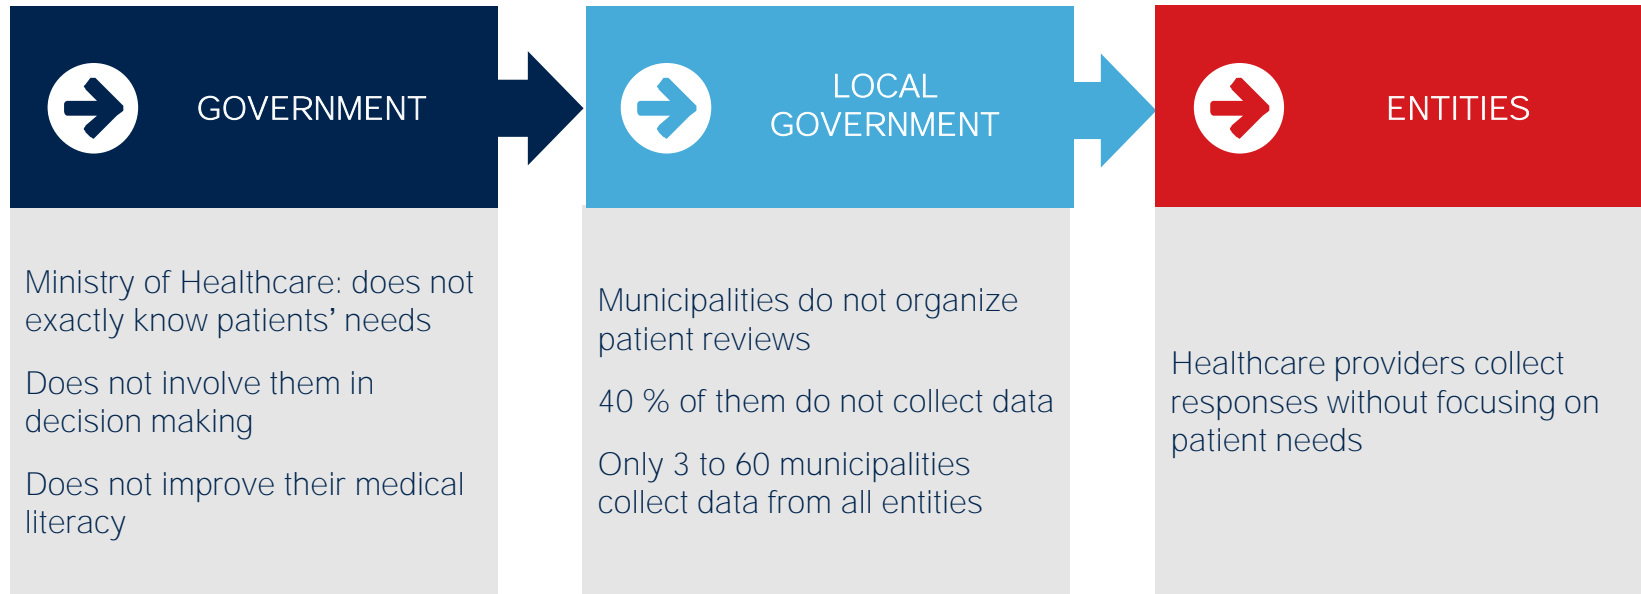 GOVERNMENT
Ministry of Healthcare: does not
exactly know patients’ needs
Does not involve them in
decision making
Does not improve their medical
literacy
LOCAL
GOVERNMENT
Municipalities do not organize
patient reviews
40 % of them do not collect data
Only 3 to 60 municipalities
collect data from all entities
ENTITIES
Healthcare providers collect
responses without focusing on
patient needs